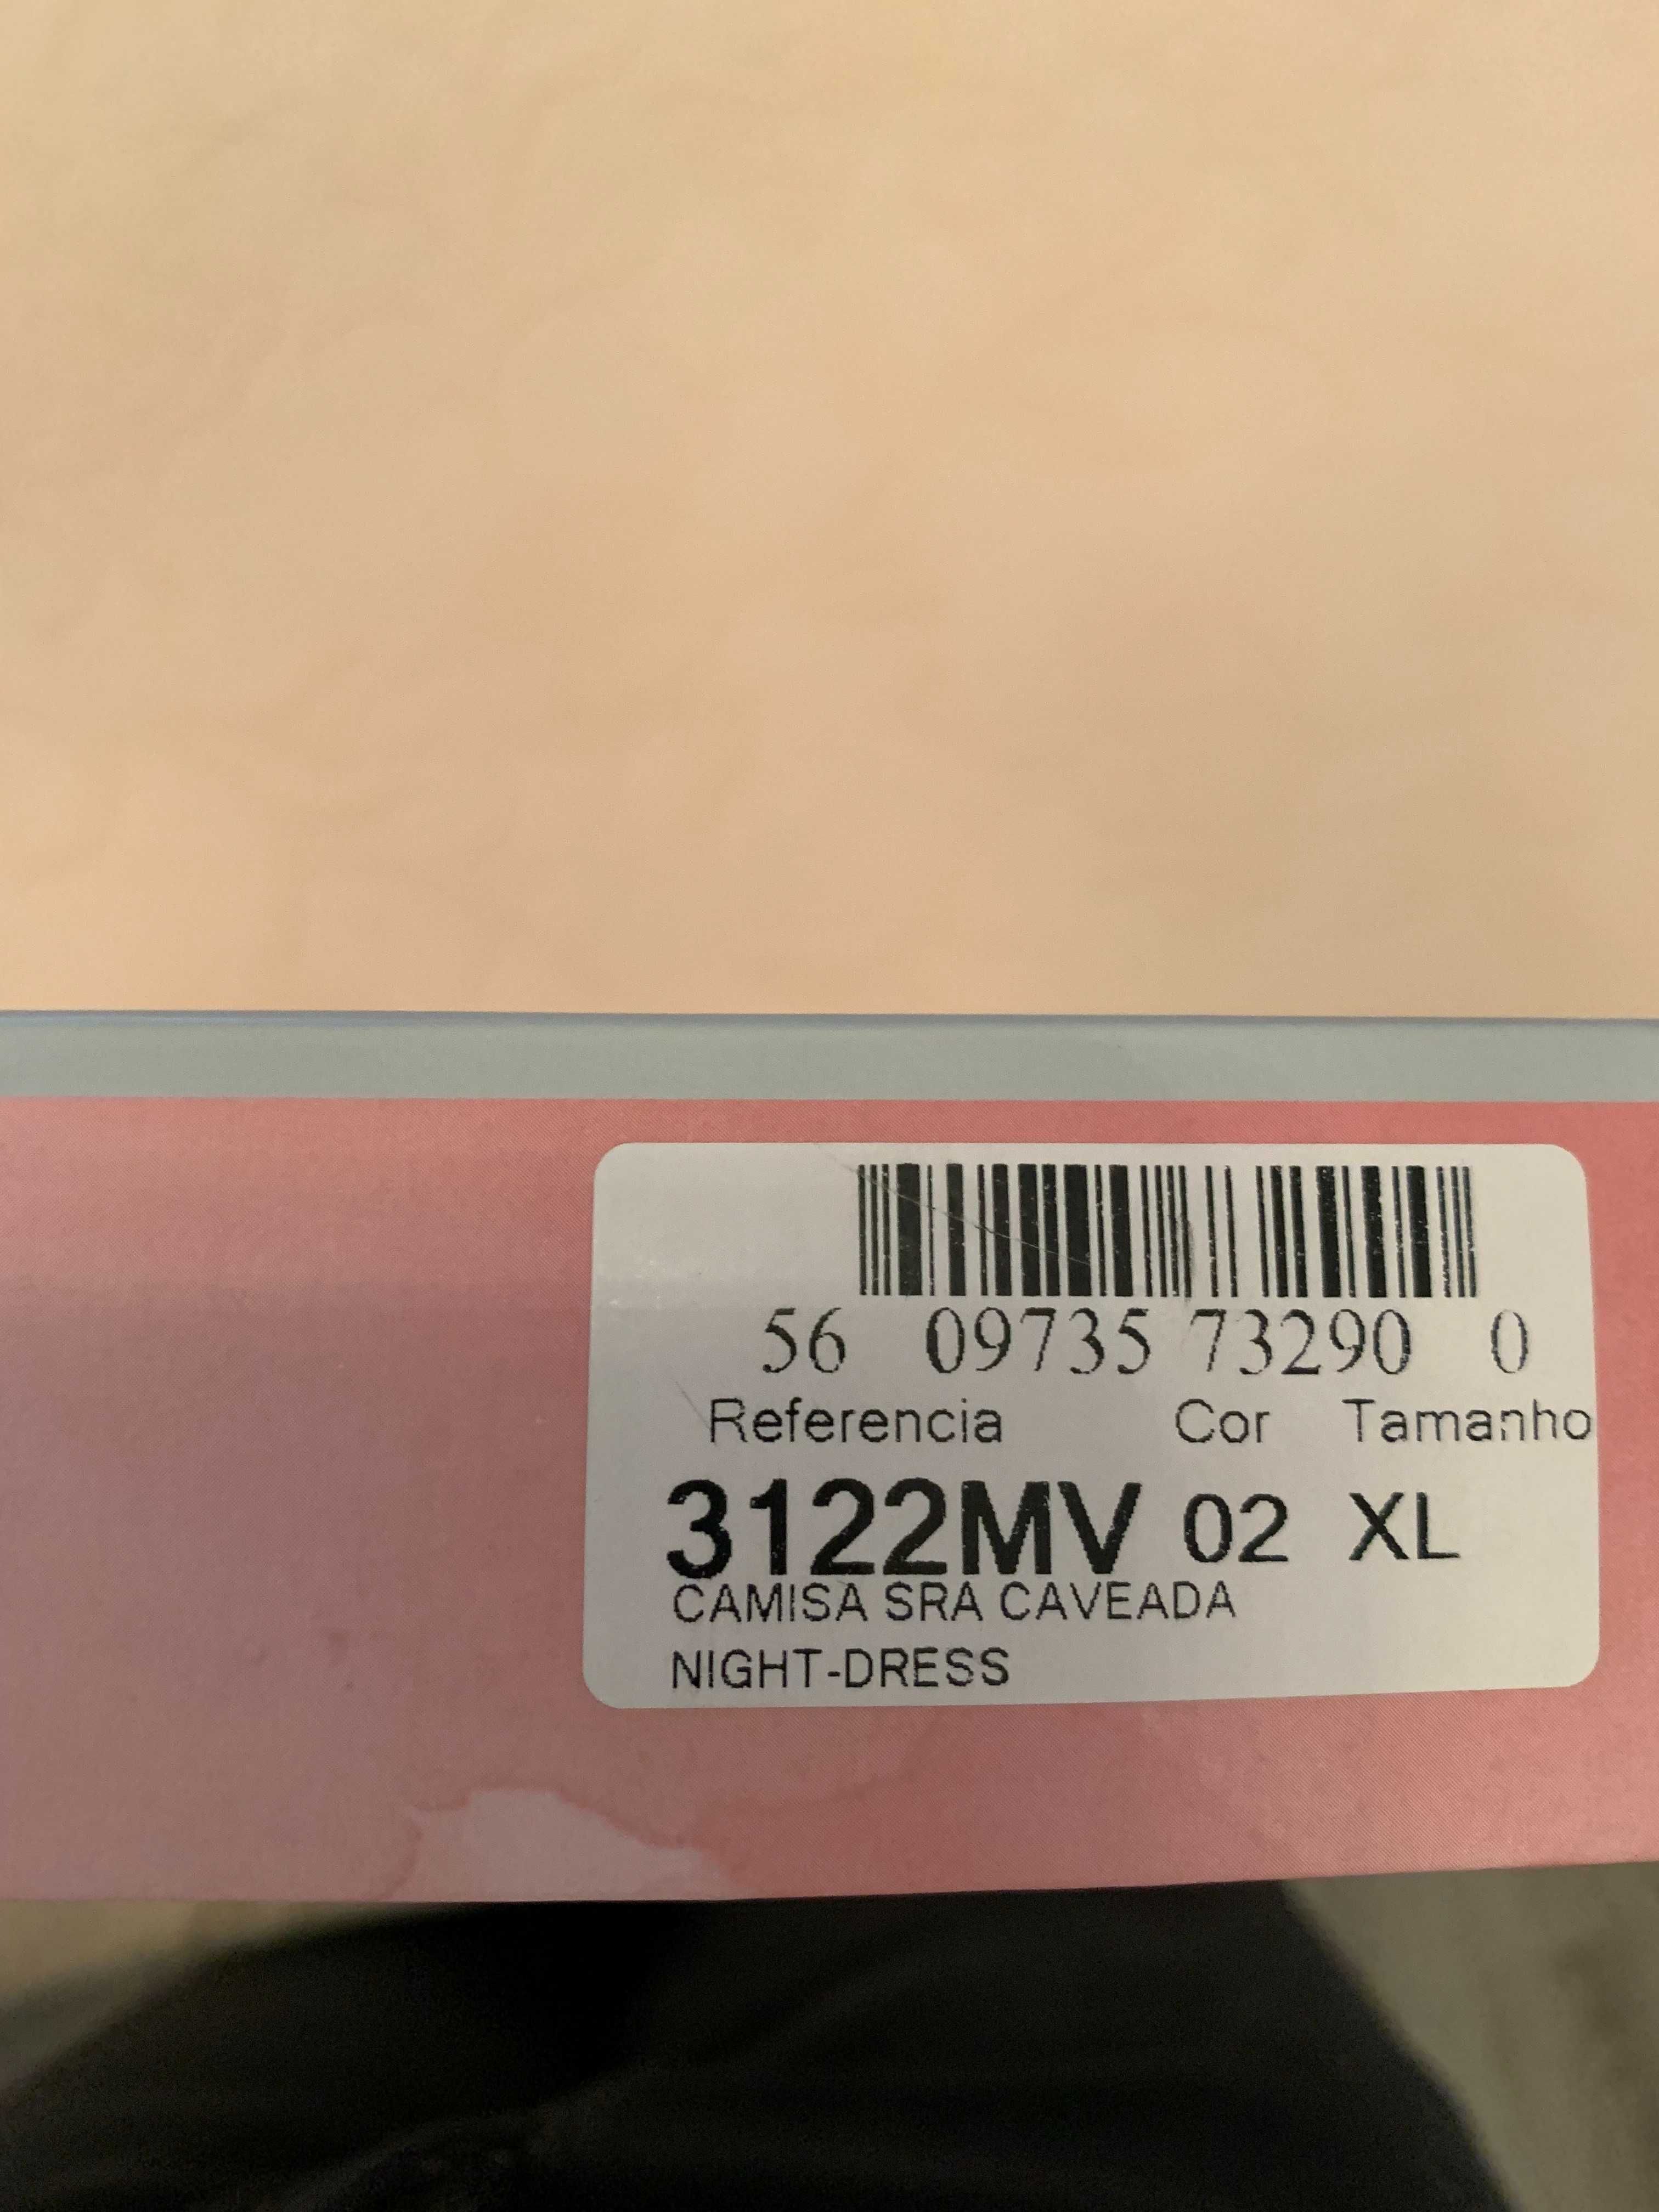 56 09735 73290 0
Referencia Cor Tamanho
3122MV 02 XL
CAMISA SRA CAVEADA
NIGHT-DRESS